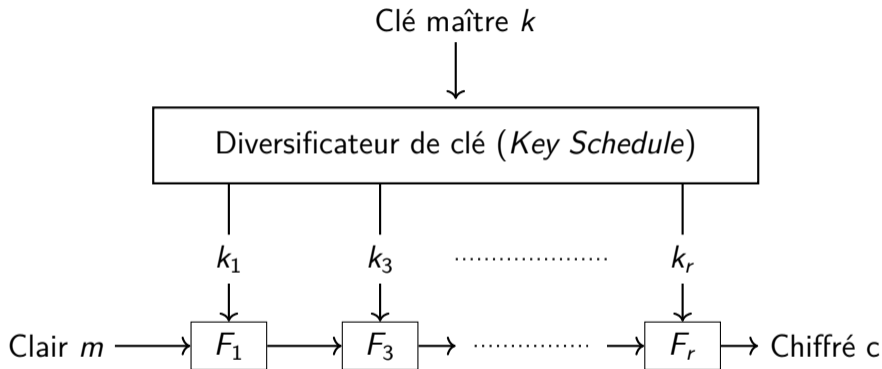 Clé maître k
Diversificateur de clé (Key Schedule)
k₁ k₃ kᵣ
Clair m F₁ F₃ Fᵣ Chiffré c